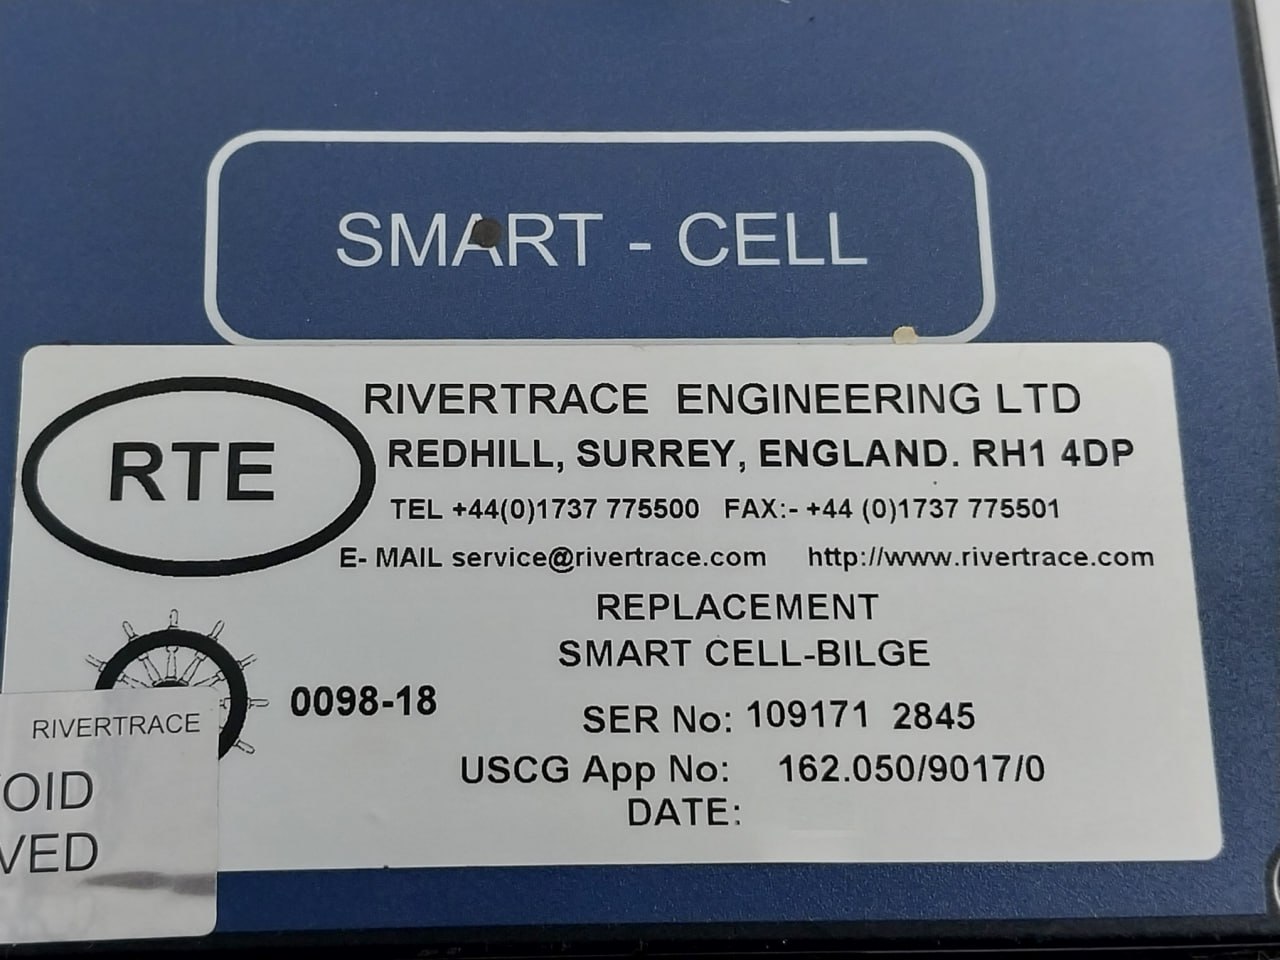 SMART - CELL
RTE
RIVERTRACE ENGINEERING LTD
REDHILL, SURREY, ENGLAND. RH1 4DP
TEL +44(0)1737 775500 FAX:- +44 (0)1737 775501
E- MAIL service@rivertrace.com http://www.rivertrace.com
REPLACEMENT
SMART CELL-BILGE
0098-18
SER No: 109171 2845
USCG App No: 162.050/9017/0
DATE:
RIVERTRACE